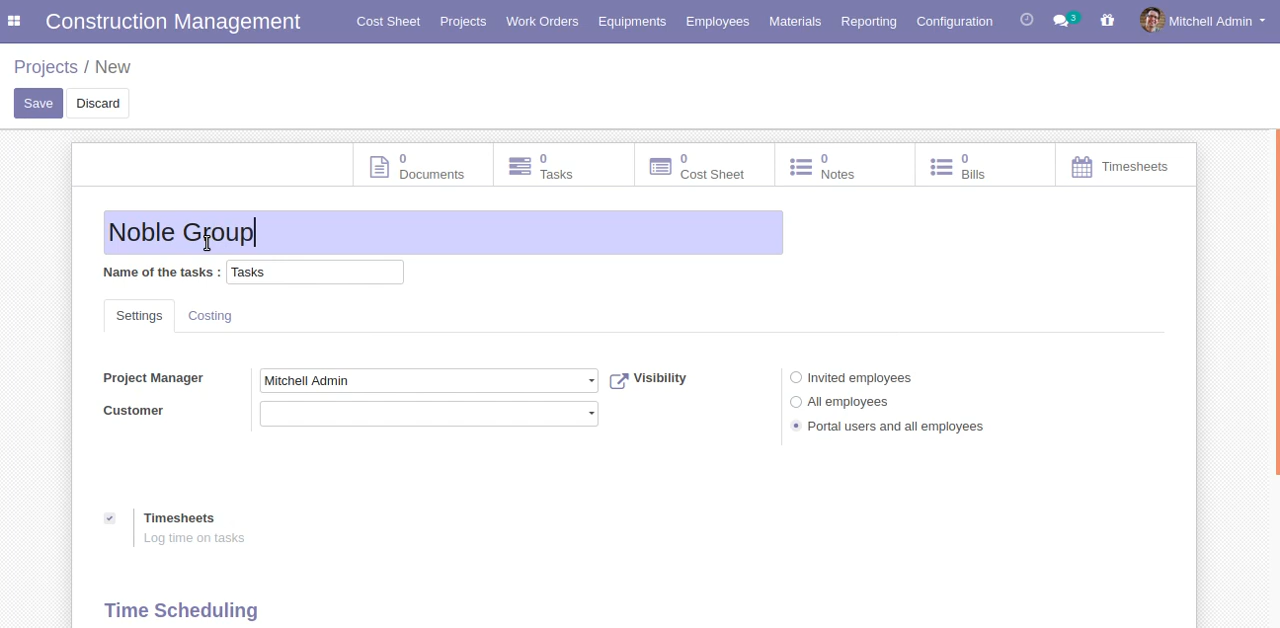 Construction Management Cost Sheet Projects Work Orders Equipments Employees Materials Reporting Configuration 3 Mitchell Admin
Projects / New
Save Discard
0 Documents
0 Tasks
0 Cost Sheet
0 Notes
0 Bills
Timesheets
Noble Group
Name of the tasks : Tasks
Settings Costing
Project Manager Mitchell Admin
Customer
Visibility
Invited employees
All employees
Portal users and all employees
Timesheets
Log time on tasks
Time Scheduling